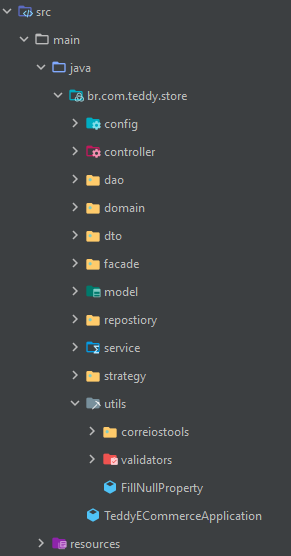 src
main
java
br.com.teddy.store
config
controller
dao
domain
dto
facade
model
repostiory
service
strategy
utils
correiostools
validators
FillNullProperty
TeddyECommerceApplication
resources